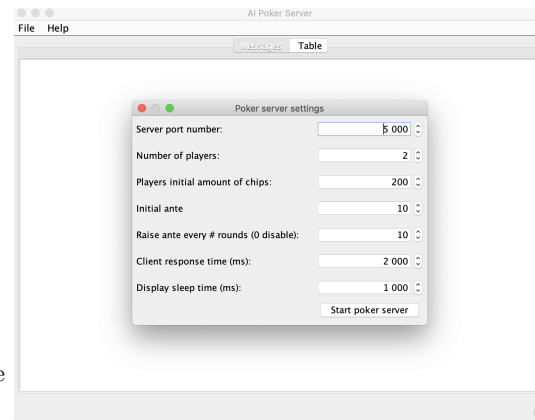 AI Poker Server
File Help
Messages Table
Poker server settings
Server port number: 5 000
Number of players: 2
Players initial amount of chips: 200
Initial ante 10
Raise ante every # rounds (0 disable): 10
Client response time (ms): 2 000
Display sleep time (ms): 1 000
Start poker server
e